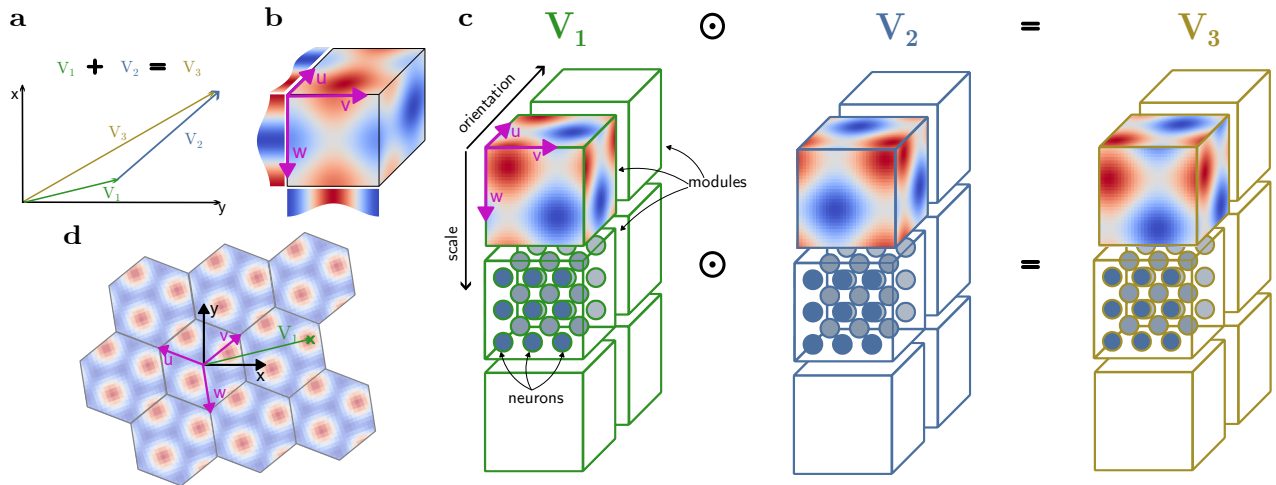 a
V₁ + V₂ = V₃
x
V₃
V₂
V₁
y
b
u
v
w
c
V₁ ⊙ V₂ = V₃
orientation
u
v
w
scale
modules
⊙ =
neurons
d
y
V₁
v
u
x
w